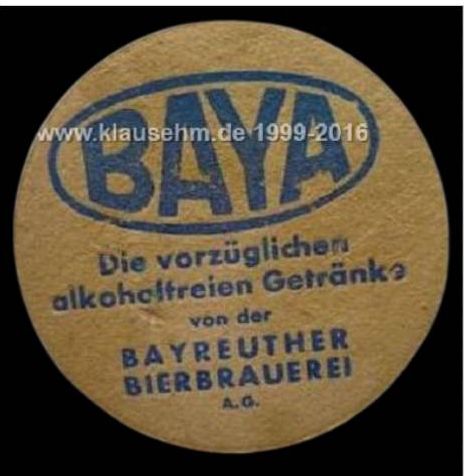 BAYA
www.klausehm.de 1999-2016
Die vorzüglichen
alkoholfreien Getränke
von der
BAYREUTHER
BIERBRAUEREI
A.G.